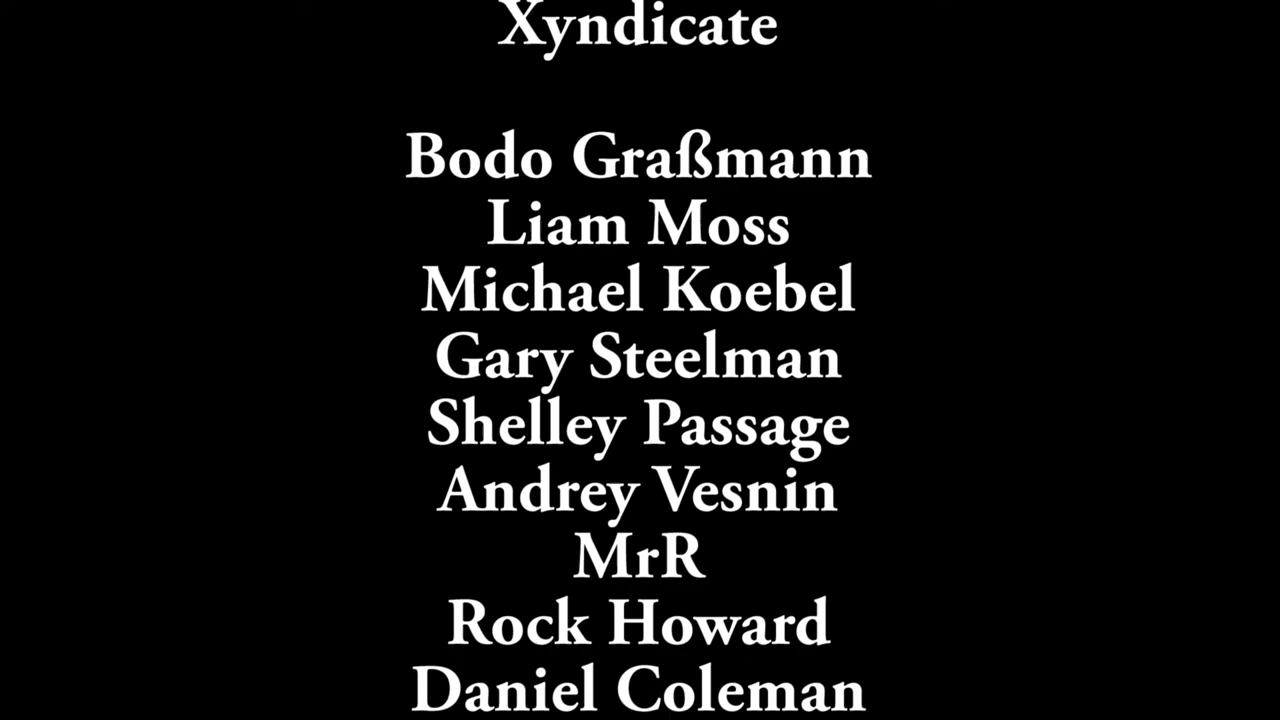 Xyndicate
Bodo Graßmann
Liam Moss
Michael Koebel
Gary Steelman
Shelley Passage
Andrey Vesnin
MrR
Rock Howard
Daniel Coleman